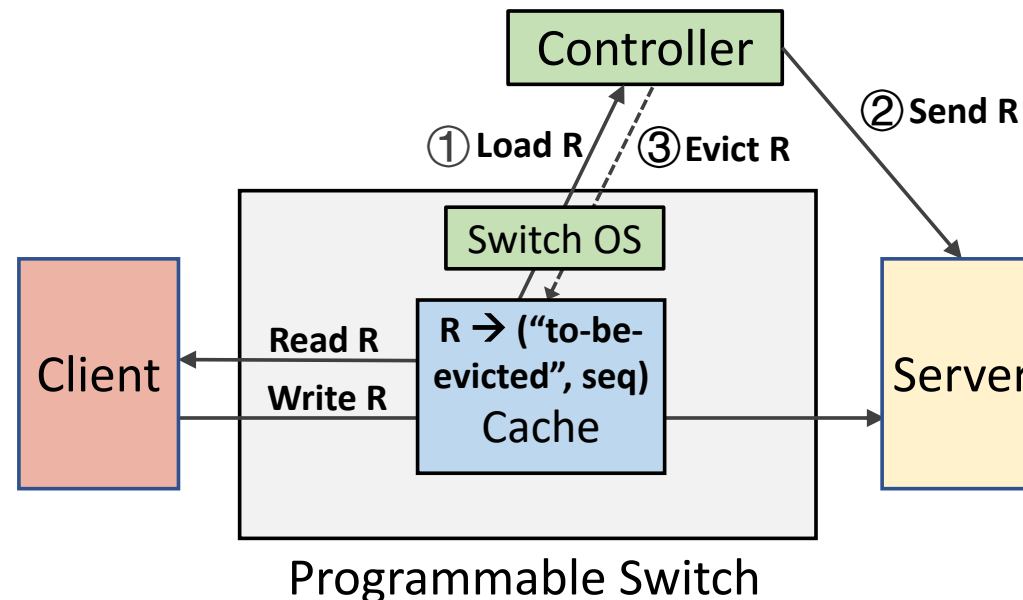 Controller
① Load R
② Send R
③ Evict R
Switch OS
Client
Read R
Write R
R → (“to-be-
evicted”, seq)
Cache
Server
Programmable Switch